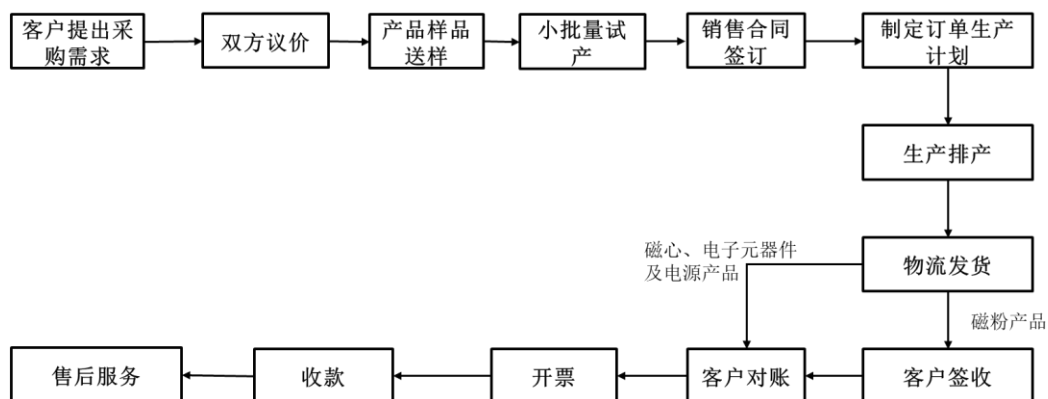 客户提出采
购需求
双方议价
产品样品
送样
小批量试
产
销售合同
签订
制定订单生产
计划
生产排产
磁心、电子元器件
及电源产品
物流发货
磁粉产品
售后服务
收款
开票
客户对账
客户签收